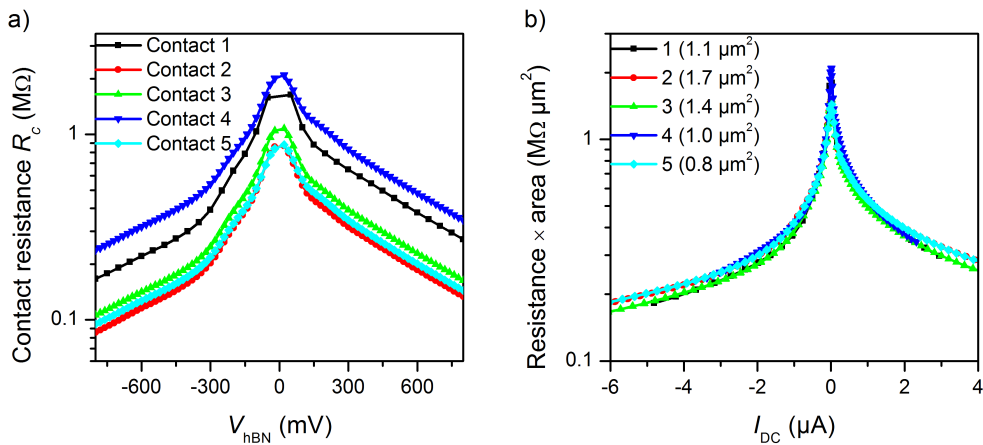 a)
Contact resistance R_c (MΩ)
1
0.1
Contact 1
Contact 2
Contact 3
Contact 4
Contact 5
-600 -300 0 300 600
V_hBN (mV)
b)
Resistance × area (MΩ μm²)
1
0.1
1 (1.1 μm²)
2 (1.7 μm²)
3 (1.4 μm²)
4 (1.0 μm²)
5 (0.8 μm²)
-6 -4 -2 0 2 4
I_DC (μA)